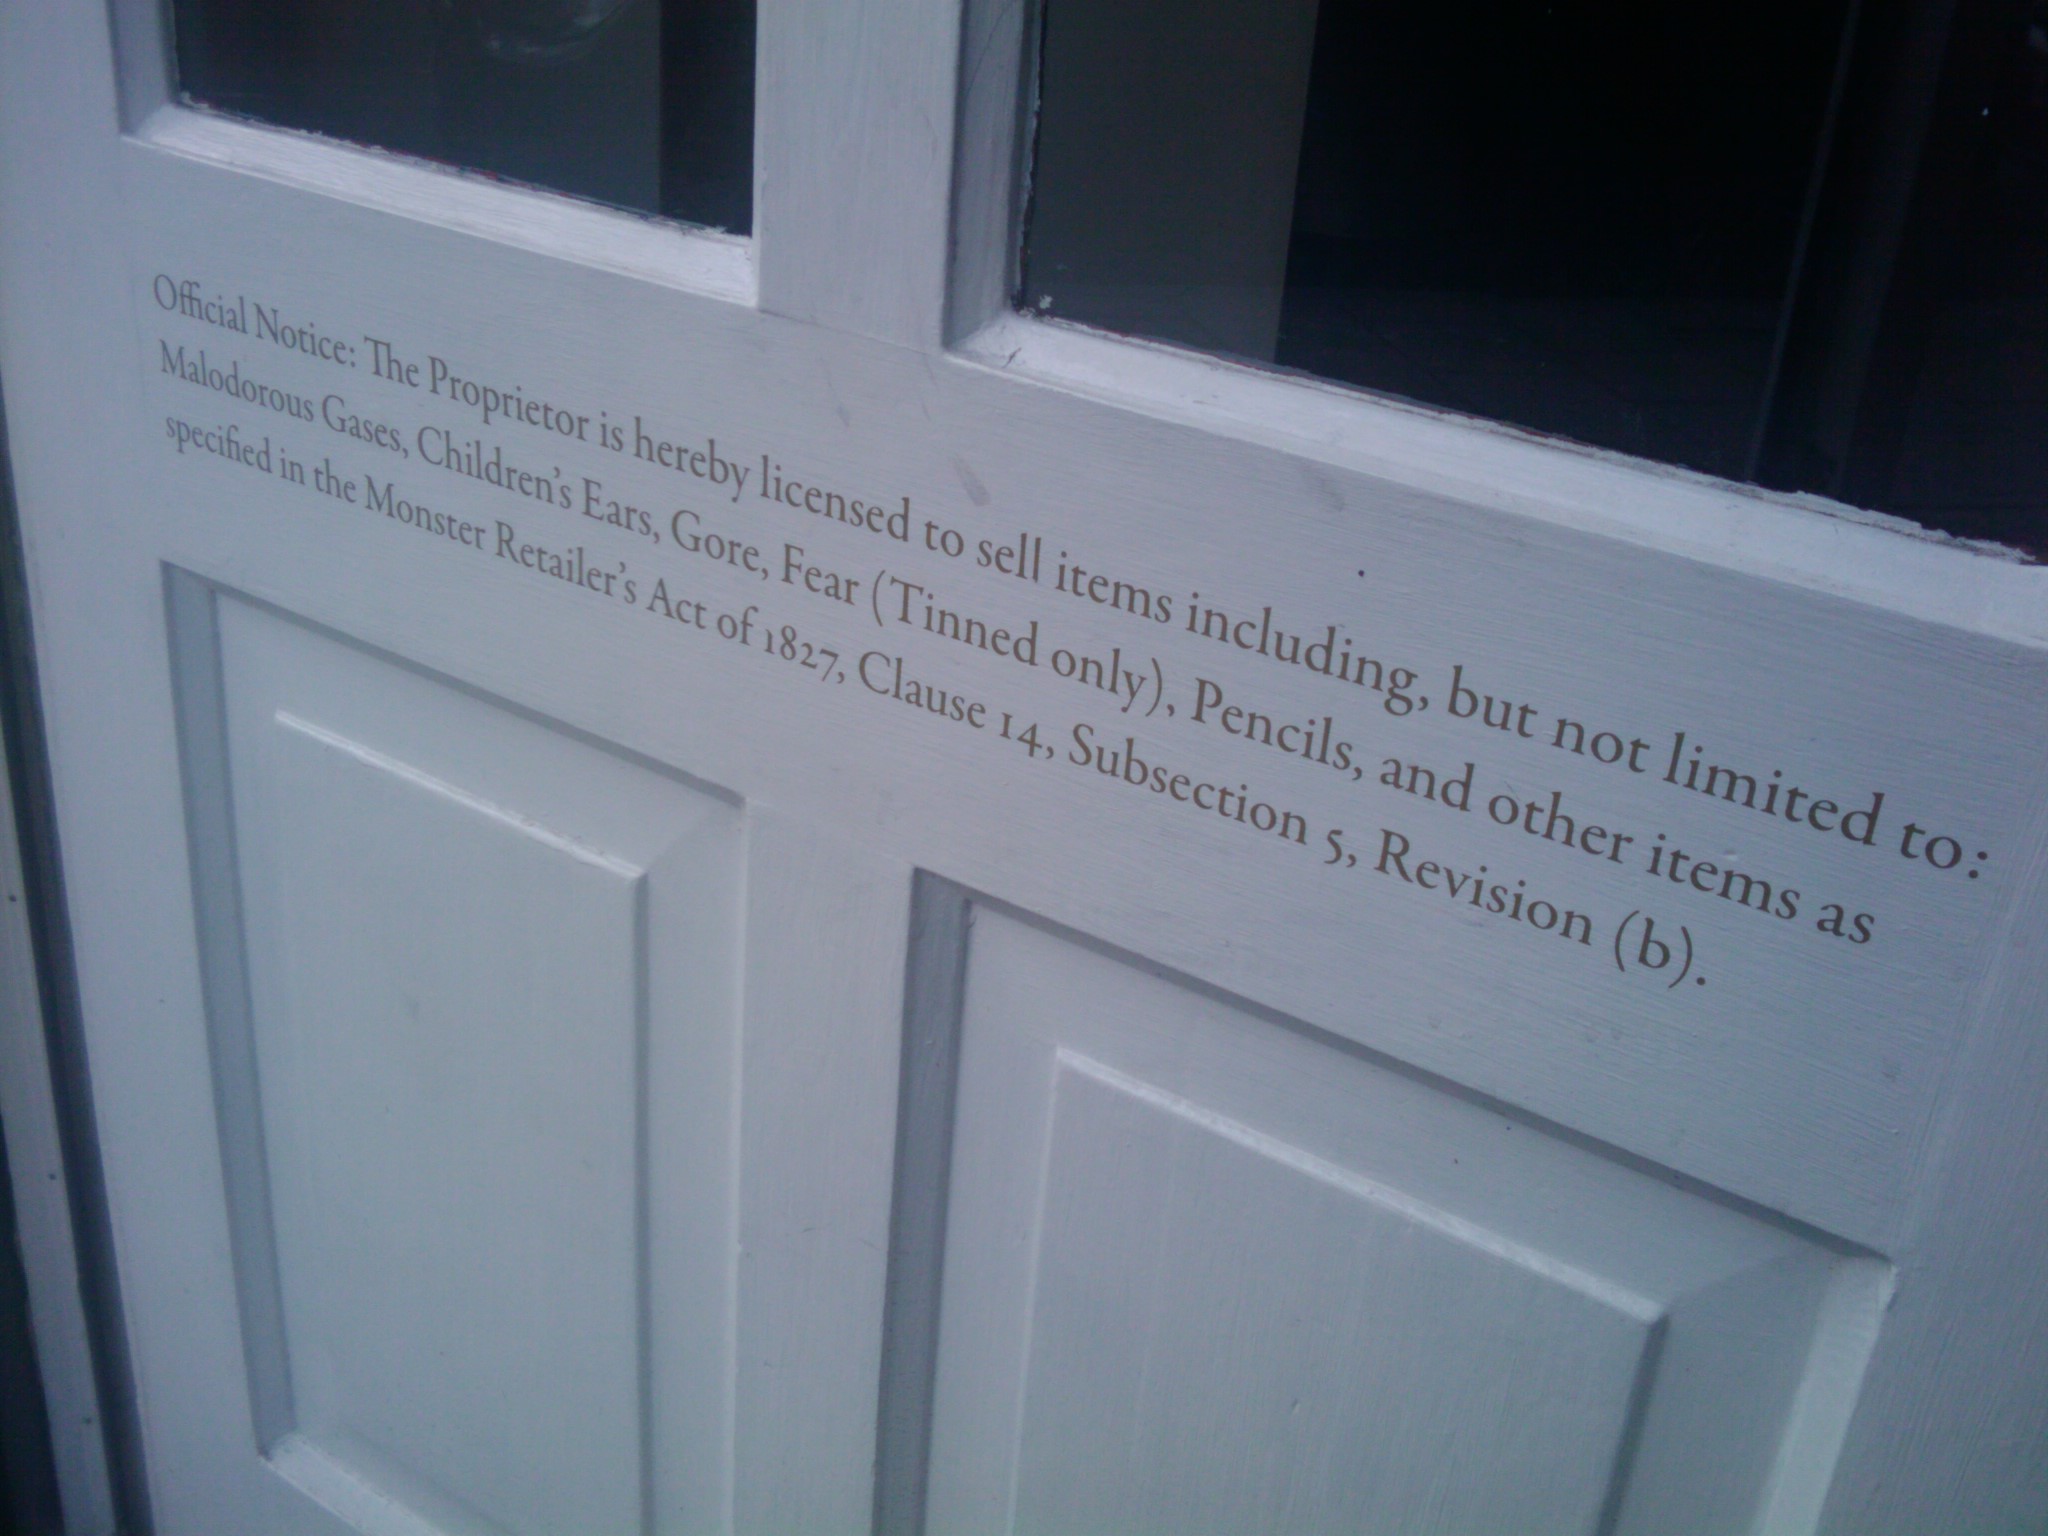 Official Notice: The Proprietor is hereby licensed to sell items including, but not limited to:
Malodorous Gases, Children's Ears, Gore, Fear (Tinned only), Pencils, and other items as
specified in the Monster Retailer's Act of 1827, Clause 14, Subsection 5, Revision (b).